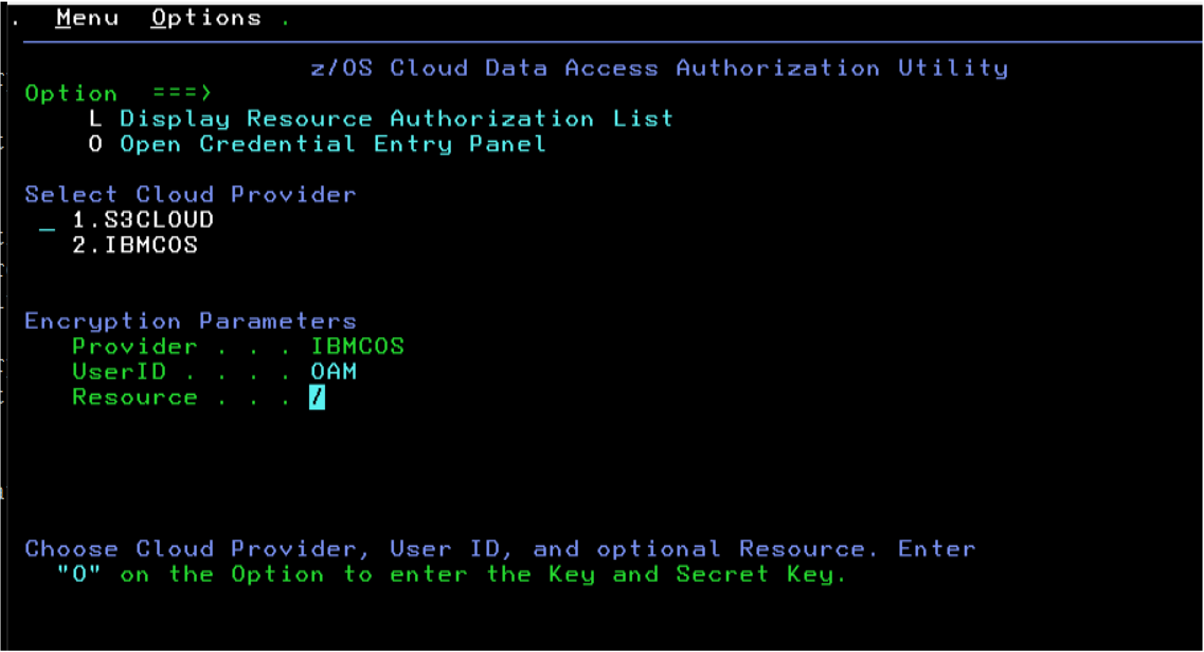 . Menu Options .
z/OS Cloud Data Access Authorization Utility
Option ===>
L Display Resource Authorization List
O Open Credential Entry Panel
Select Cloud Provider
_ 1.S3CLOUD
2.IBMCOS
Encryption Parameters
Provider . . . IBMCOS
UserID . . . . OAM
Resource . . . /
Choose Cloud Provider, User ID, and optional Resource. Enter
"O" on the Option to enter the Key and Secret Key.